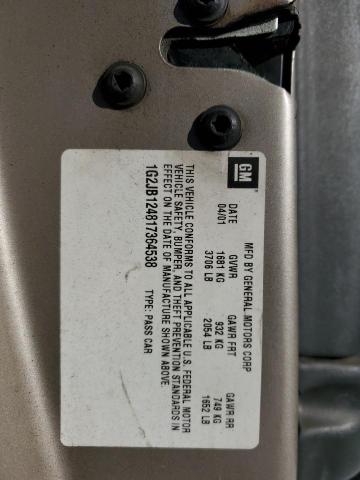 GM
MFD BY GENERAL MOTORS CORP
DATE GVWR GAWR FRT GAWR RR
04/01 1681 KG 932 KG 749 KG
3706 LB 2054 LB 1652 LB
THIS VEHICLE CONFORMS TO ALL APPLICABLE U.S. FEDERAL MOTOR
VEHICLE SAFETY, BUMPER, AND THEFT PREVENTION STANDARDS IN
EFFECT ON THE DATE OF MANUFACTURE SHOWN ABOVE.
1G2JB124817364538 TYPE: PASS CAR